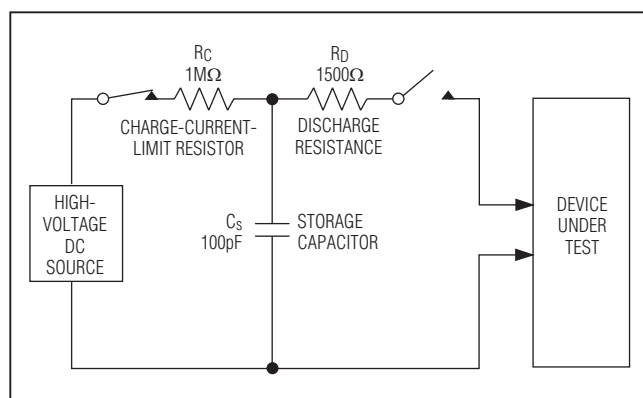 RC
1MΩ
CHARGE-CURRENT-
LIMIT RESISTOR
RD
1500Ω
DISCHARGE
RESISTANCE
HIGH-
VOLTAGE
DC
SOURCE
CS
100pF
STORAGE
CAPACITOR
DEVICE
UNDER
TEST